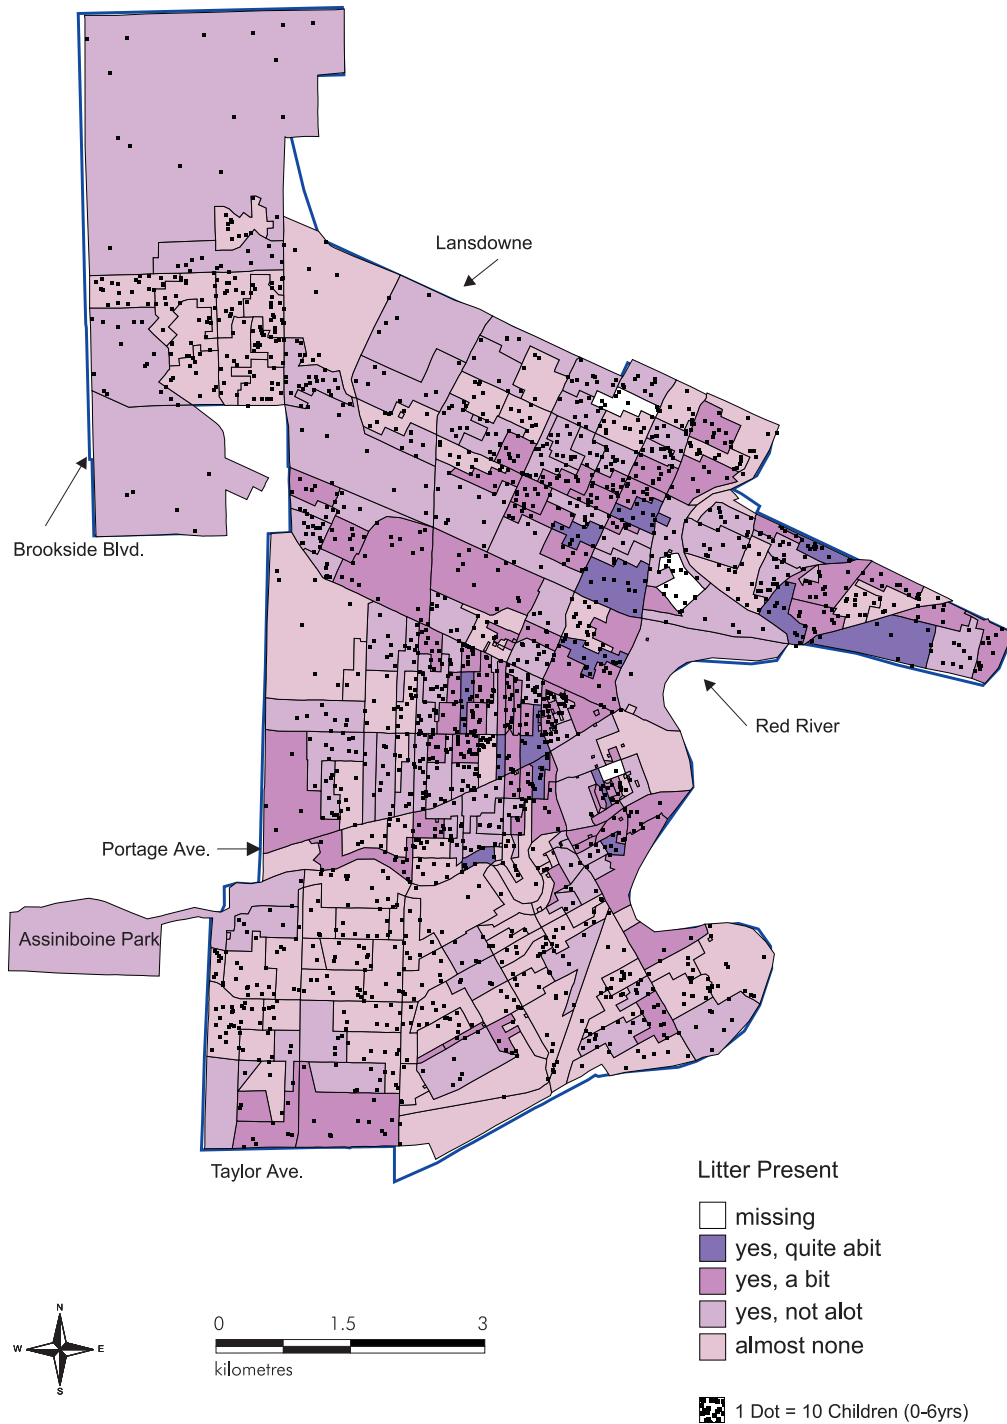 Lansdowne
Brookside Blvd.
Red River
Portage Ave.
Assiniboine Park
Taylor Ave.
Litter Present
missing
yes, quite abit
yes, a bit
yes, not alot
almost none
1 Dot = 10 Children (0-6yrs)
N
W E
S
0 1.5 3
kilometres